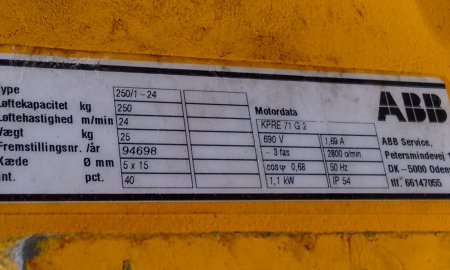 Type 250/1-24
Løftekapacitet kg 250
Løftehastighed m/min 24
Vægt kg 25
Fremstillingsnr. /år 94698
Kæde Ø mm 5 x 15
Int. pct. 40
Motordata
KPRE 71 G 2
690 V 1,69 A
~ 3 fas 2800 o/min.
cosφ 0,68 50 Hz
1,1 kW IP 54
ABB
ABB Service,
Petersmindevej 1
DK-5000 Oden
tlf. 66147055